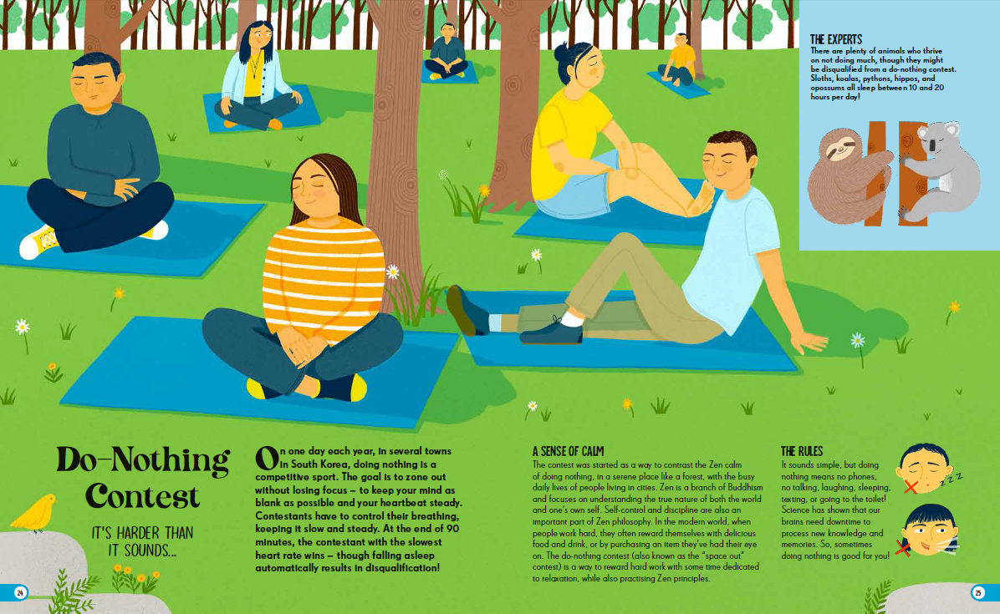 THE EXPERTS
There are plenty of animals who thrive
on not doing much, though they might
be disqualified from a do-nothing contest.
Sloths, koalas, pythons, hippos, and
opossums all sleep between 10 and 20
hours per day!
Do-Nothing
Contest
IT'S HARDER THAN
IT SOUNDS...
On one day each year, in several towns
in South Korea, doing nothing is a
competitive sport. The goal is to zone out
without losing focus – to keep your mind as
blank as possible and your heartbeat steady.
Contestants have to control their breathing,
keeping it slow and steady. At the end of 90
minutes, the contestant with the slowest
heart rate wins – though falling asleep
automatically results in disqualification!
A SENSE OF CALM
The contest was started as a way to contrast the Zen calm
of doing nothing, in a serene place like a forest, with the busy
daily lives of people living in cities. Zen is a branch of Buddhism
and focuses on understanding the true nature of both the world
and one's own self. Self-control and discipline are also an
important part of Zen philosophy. In the modern world, when
people work hard, they often reward themselves with delicious
food and drink, or by purchasing an item they've had their eye
on. The do-nothing contest (also known as the "space out"
contest) is a way to reward hard work with some time dedicated
to relaxation, while also practising Zen principles.
THE RULES
It sounds simple, but doing
nothing means no phones,
no talking, laughing, sleeping,
texting, or going to the toilet!
Science has shown that our
brains need downtime to
process new knowledge and
memories. So, sometimes
doing nothing is good for you!
z z z
24
25